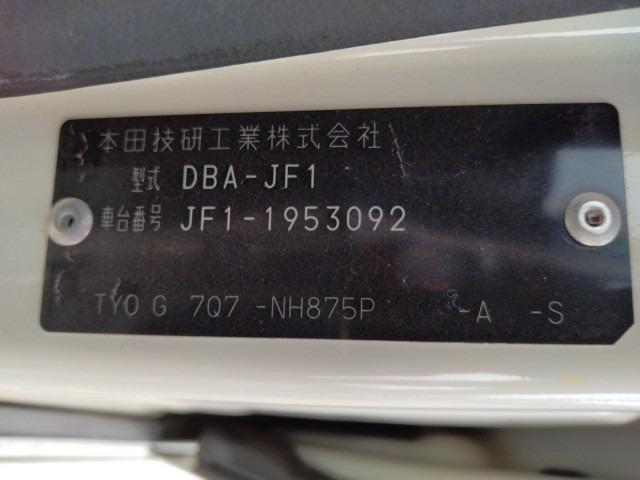 本田技研工業株式会社
型式 DBA-JF1
車台番号 JF1-1953092
TYO G 7Q7 -NH875P -A -S